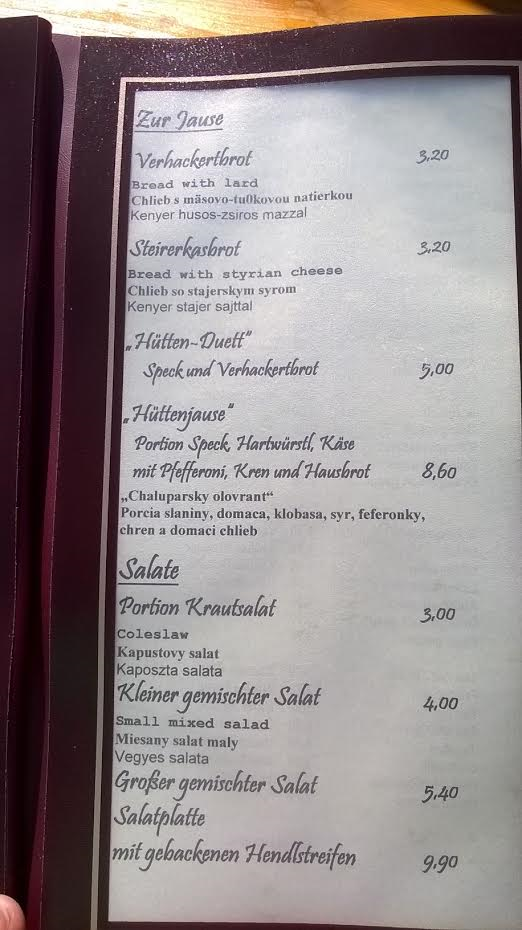 Zur Jause
Verhackertbrot 3,20
Bread with lard
Chlieb s mäsovo-tu0kovou natierkou
Kenyer husos-zsiros mazzal
Steirerkasbrot 3,20
Bread with styrian cheese
Chlieb so stajerskym syrom
Kenyer stajer sajttal
„Hütten-Duett"
Speck und Verhackertbrot 5,00
„Hüttenjause"
Portion Speck, Hartwürstl, Käse
mit Pfefferoni, Kren und Hausbrot 8,60
„Chaluparsky olovrant“
Porcia slaniny, domaca, klobasa, syr, feferonky,
chren a domaci chlieb
Salate
Portion Krautsalat 3,00
Coleslaw
Kapustovy salat
Kaposzta salata
Kleiner gemischter Salat 4,00
Small mixed salad
Miesany salat maly
Vegyes salata
Großer gemischter Salat 5,40
Salatplatte
mit gebackenen Hendlstreifen 9,90